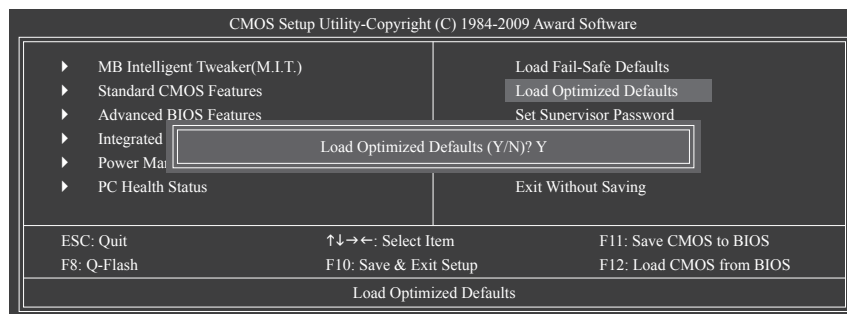 CMOS Setup Utility-Copyright (C) 1984-2009 Award Software
MB Intelligent Tweaker(M.I.T.)
Standard CMOS Features
Advanced BIOS Features
Integrated
Power
PC Health Status
Load Fail-Safe Defaults
Load Optimized Defaults
Set Supervisor Password
Exit Without Saving
Load Optimized Defaults (Y/N)? Y
ESC: Quit
↑↓→←: Select Item
F11: Save CMOS to BIOS
F8: Q-Flash
F10: Save & Exit Setup
F12: Load CMOS from BIOS
Load Optimized Defaults